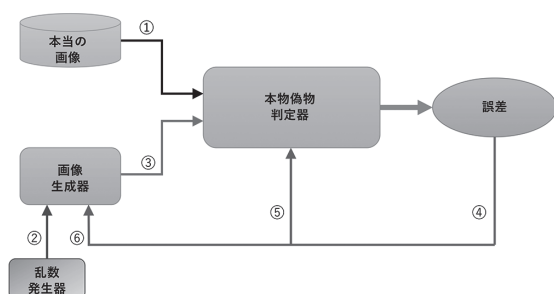 ①
本当の
画像
本物偽物
判定器
誤差
③
画像
生成器
⑤
④
②
⑥
乱数
発生器